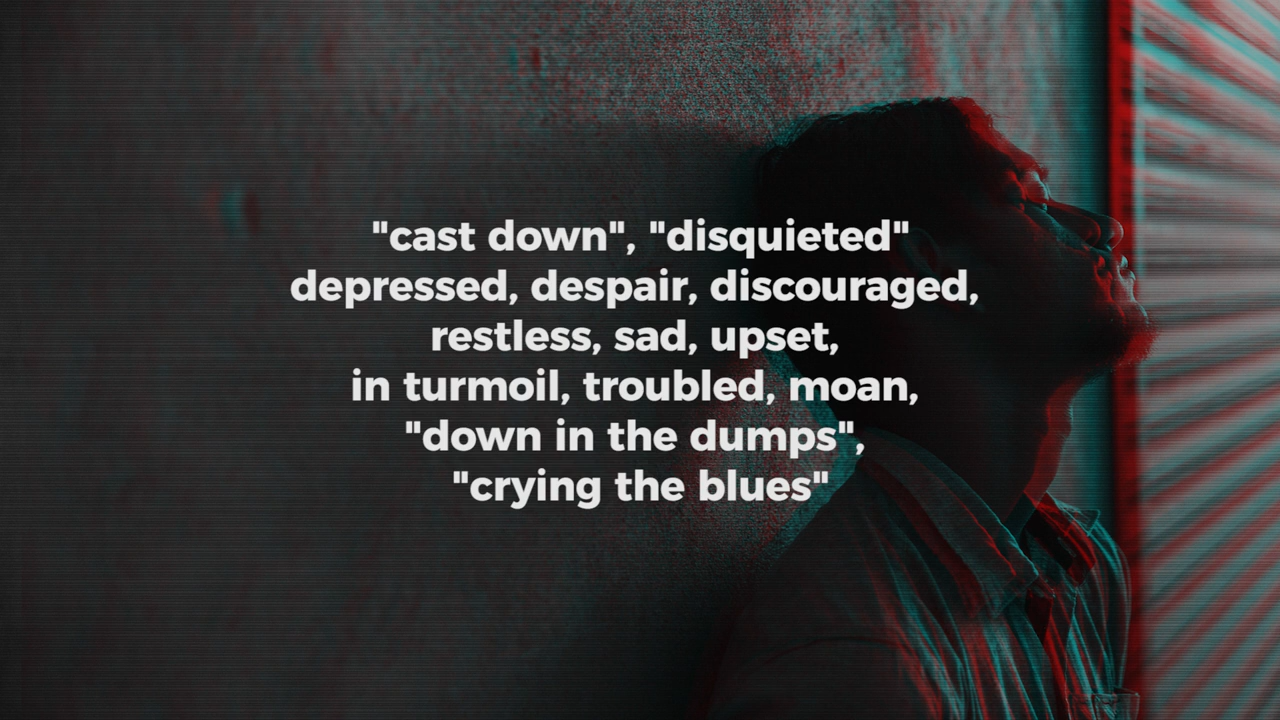 "cast down", "disquieted"
depressed, despair, discouraged,
restless, sad, upset,
in turmoil, troubled, moan,
"down in the dumps",
"crying the blues"